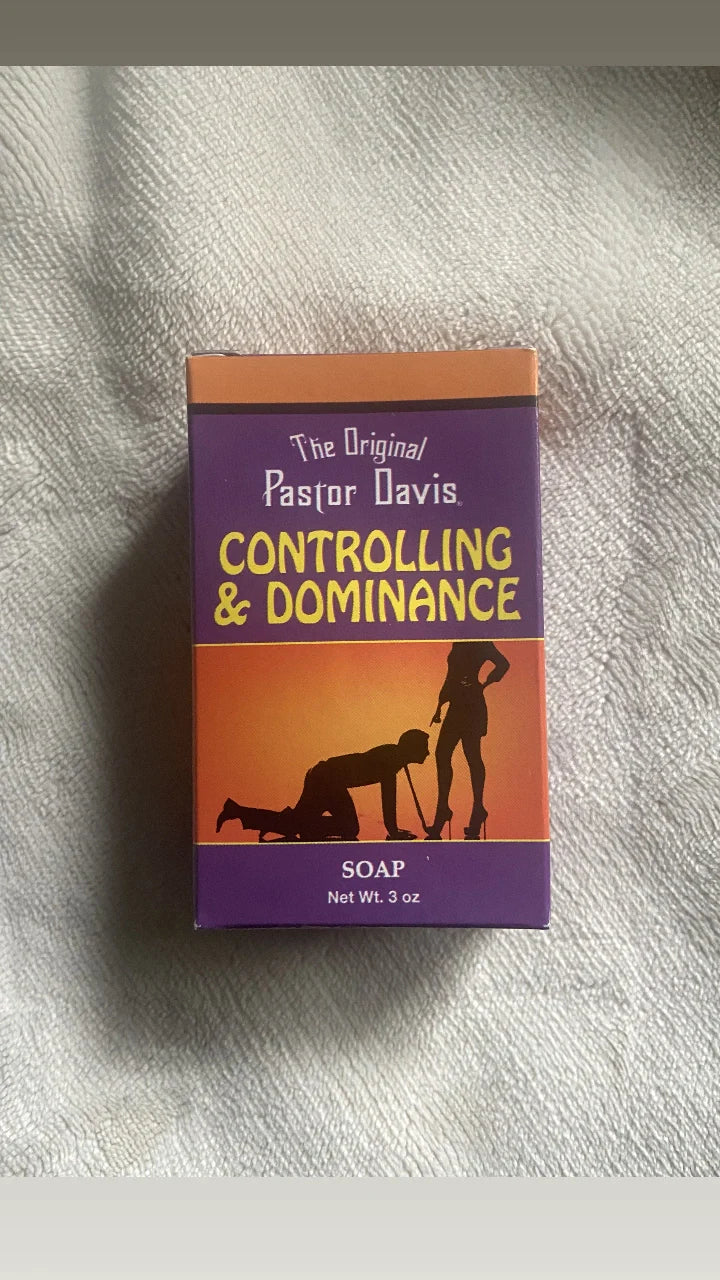 The Original
Pastor Davis®
CONTROLLING
& DOMINANCE
SOAP
Net Wt. 3 oz